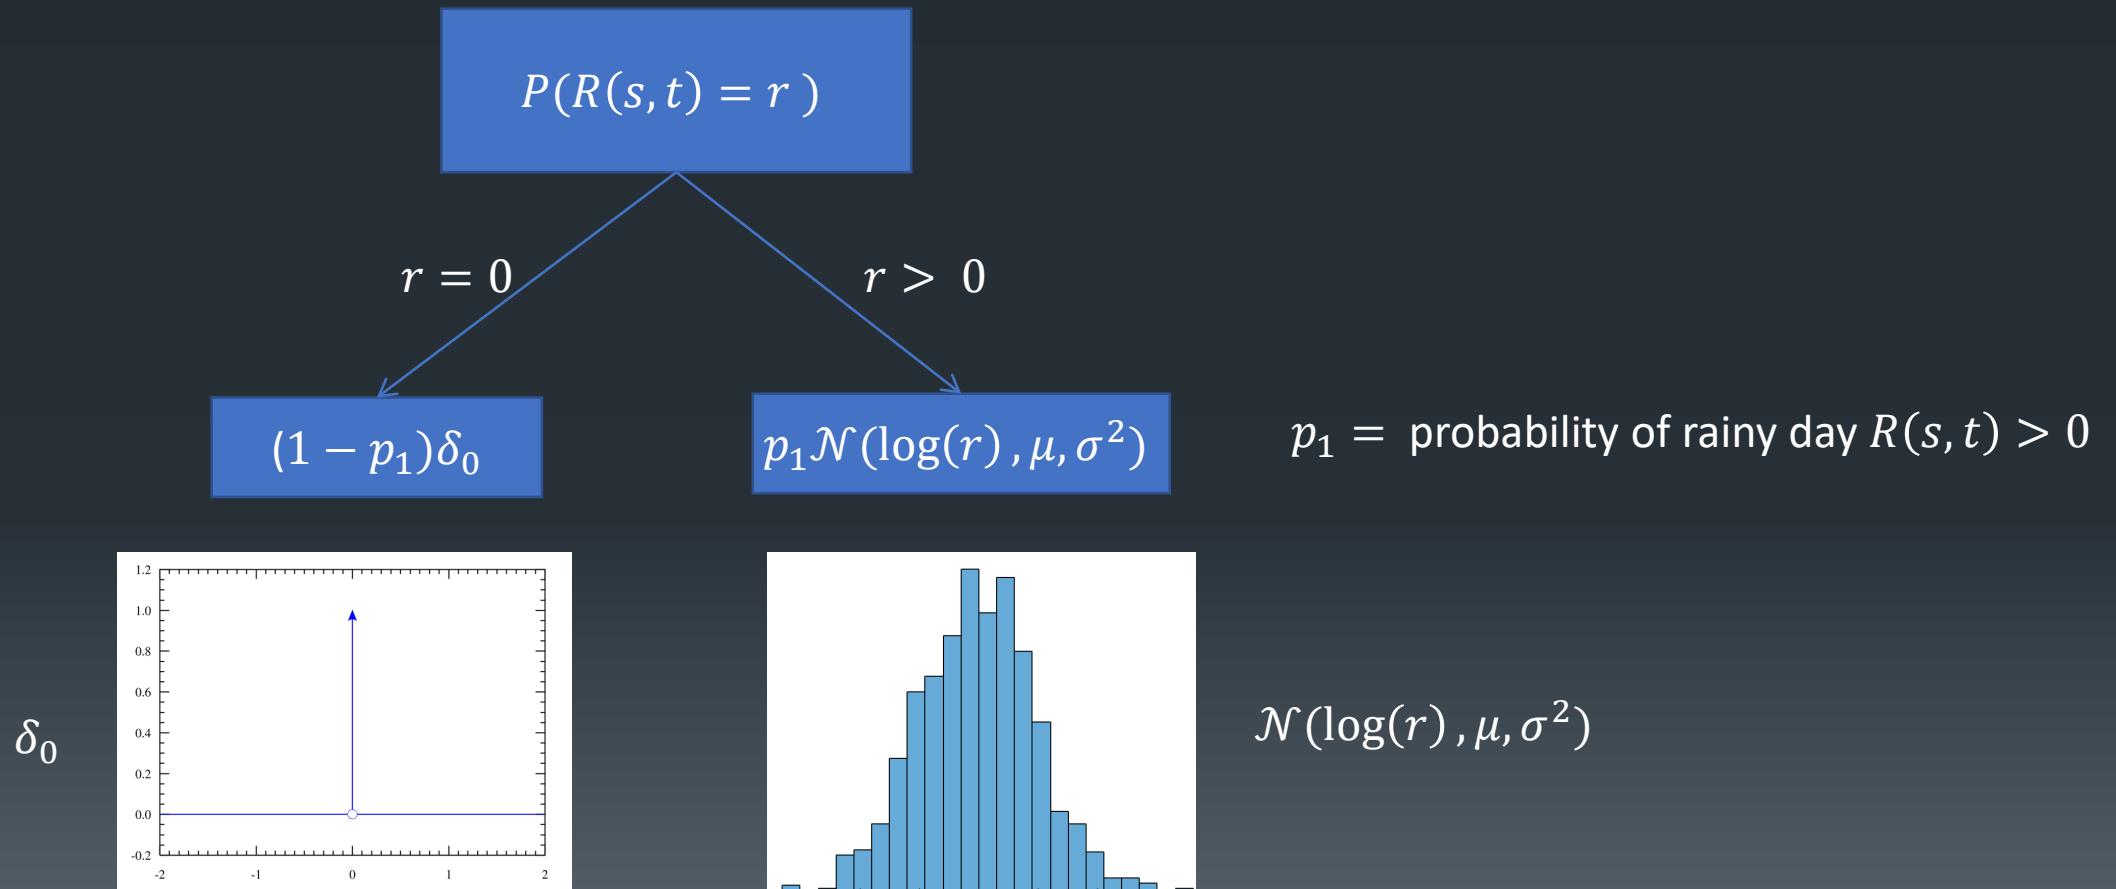 P(R(s, t) = r )
r = 0
r > 0
(1 − p₁)δ₀
p₁𝒩(log(r) , μ, σ²)
p₁ = probability of rainy day R(s, t) > 0
1.2
1.0
0.8
0.6
0.4
0.2
0.0
-0.2
-2 -1 0 1 2
δ₀
𝒩(log(r) , μ, σ²)